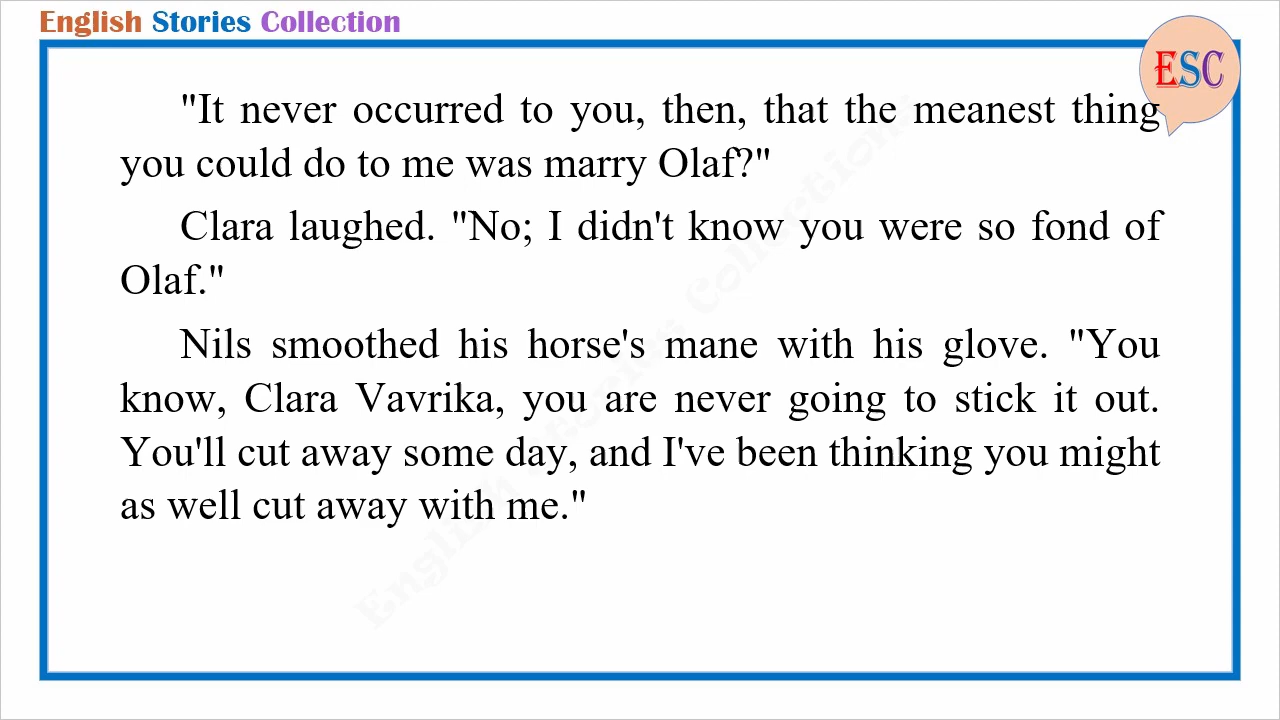 English Stories Collection
ESC
"It never occurred to you, then, that the meanest thing
you could do to me was marry Olaf?"
Clara laughed. "No; I didn't know you were so fond of
Olaf."
Nils smoothed his horse's mane with his glove. "You
know, Clara Vavrika, you are never going to stick it out.
You'll cut away some day, and I've been thinking you might
as well cut away with me."
English Stories Collections